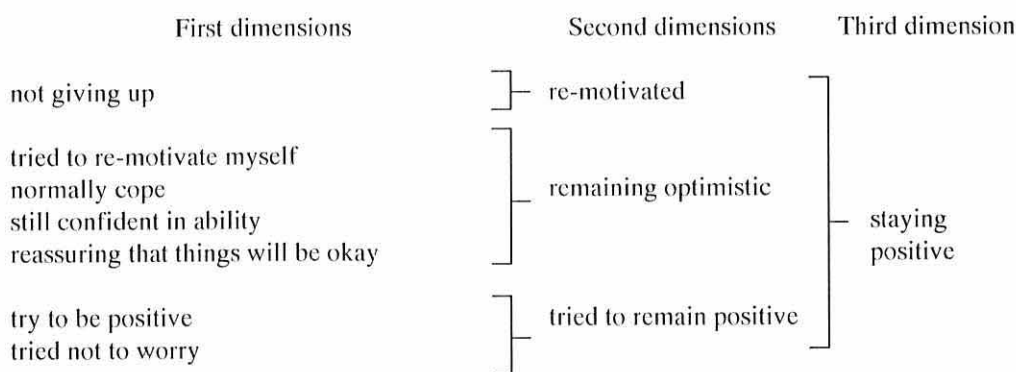 First dimensions Second dimensions Third dimension
not giving up re-motivated
tried to re-motivate myself
normally cope remaining optimistic
still confident in ability staying
reassuring that things will be okay positive
try to be positive tried to remain positive
tried not to worry